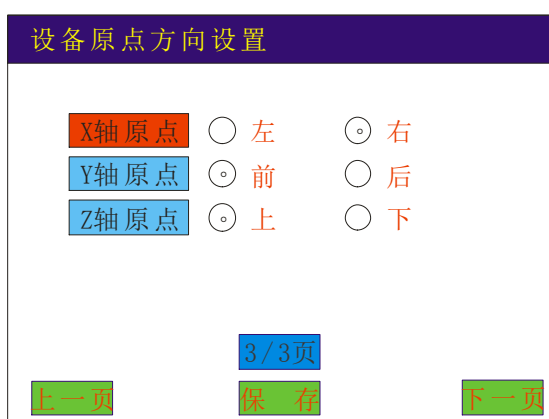 设备原点方向设置
X轴原点 左 右
Y轴原点 前 后
Z轴原点 上 下
3/3页
上一页 保 存 下一页